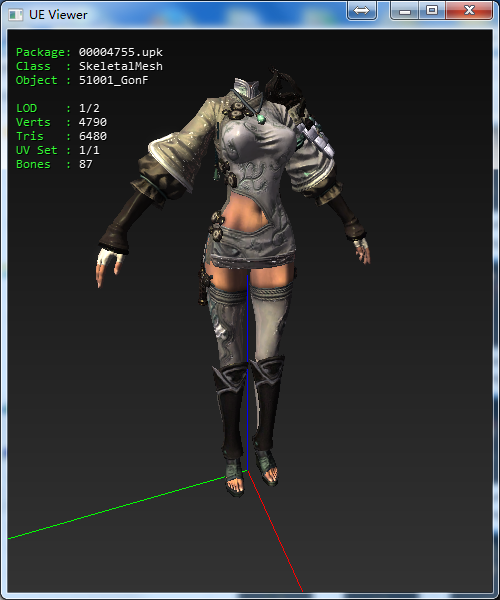 UE Viewer
Package: 00004755.upk
Class : SkeletalMesh
Object : 51001_GonF
LOD : 1/2
Verts : 4790
Tris : 6480
UV Set : 1/1
Bones : 87